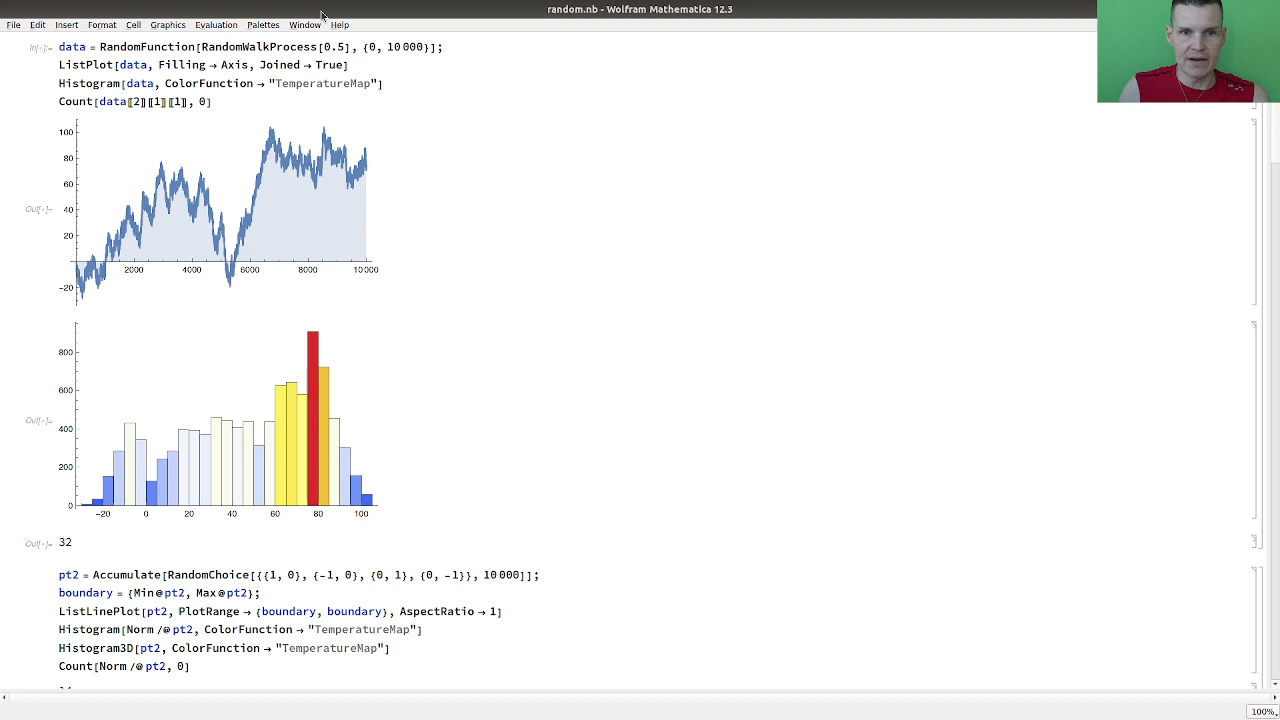 random.nb - Wolfram Mathematica 12.3
File Edit Insert Format Cell Graphics Evaluation Palettes Window Help
In[•]:= data = RandomFunction[RandomWalkProcess[0.5], {0, 10 000}];
ListPlot[data, Filling → Axis, Joined → True]
Histogram[data, ColorFunction → "TemperatureMap"]
Count[data〚2〛〚1〛〚1〛, 0]
100
80
60
40
20
-20
2000 4000 6000 8000 10 000
Out[•]=
800
600
400
200
0
-20 0 20 40 60 80 100
Out[•]=
Out[•]= 32
pt2 = Accumulate[RandomChoice[{{1, 0}, {-1, 0}, {0, 1}, {0, -1}}, 10 000]];
boundary = {Min@pt2, Max@pt2};
ListLinePlot[pt2, PlotRange → {boundary, boundary}, AspectRatio → 1]
Histogram[Norm /@ pt2, ColorFunction → "TemperatureMap"]
Histogram3D[pt2, ColorFunction → "TemperatureMap"]
Count[Norm /@ pt2, 0]
100%